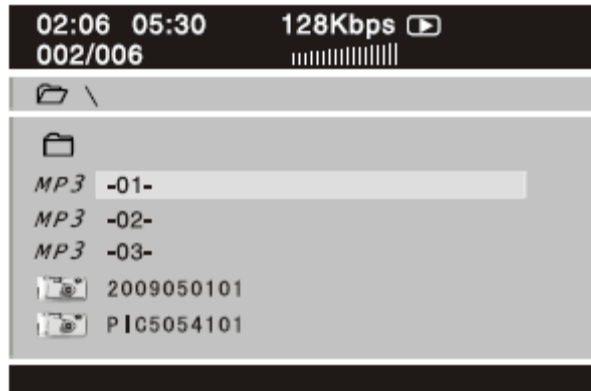 02:06 05:30 128Kbps
002/006
\
MP3 -01-
MP3 -02-
MP3 -03-
2009050101
PIC5054101